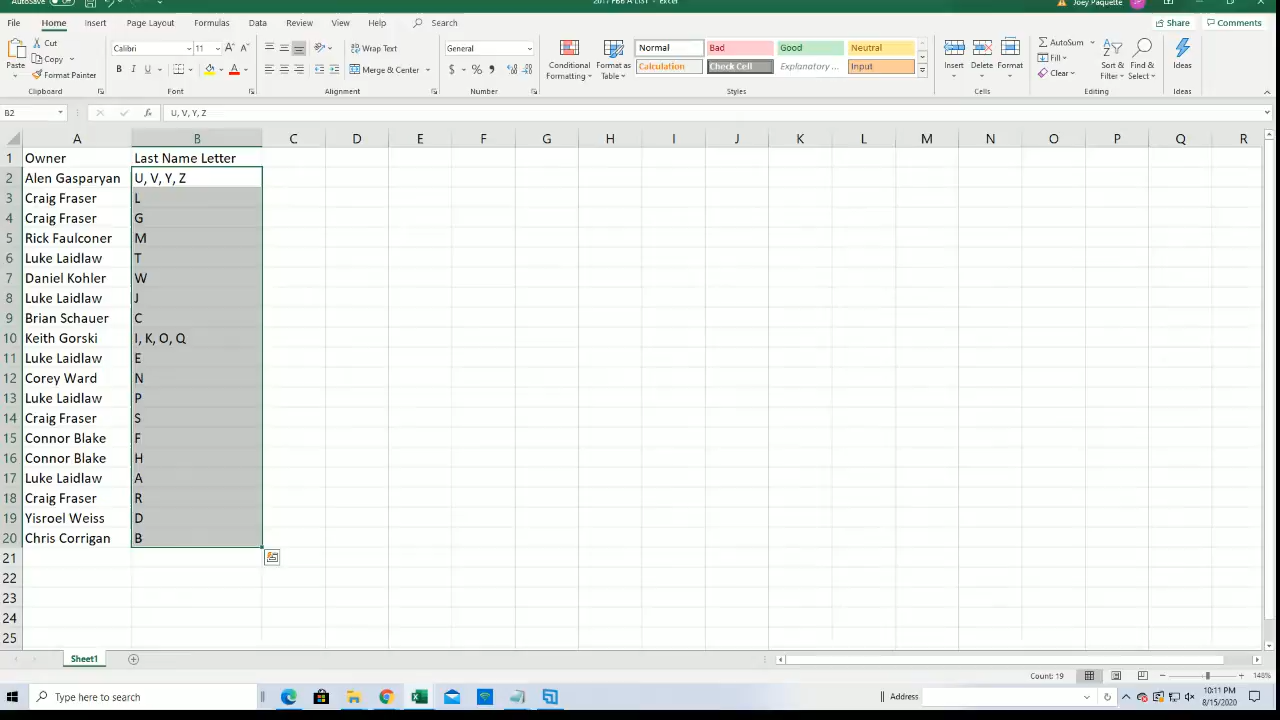 AutoSave
2017 PBB A LIST - Excel
Joey Paquette
File Home Insert Page Layout Formulas Data Review View Help Search
Share Comments
Paste
Cut
Copy
Format Painter
Clipboard
Calibri 11
B I U
Font
Wrap Text
Merge & Center
Alignment
General
$ % ,
Number
Conditional Formatting
Format as Table
Normal Bad Good Neutral
Calculation Check Cell Explanatory ... Input
Styles
Insert Delete Format
Cells
AutoSum
Fill
Clear
Sort & Filter
Find & Select
Editing
Ideas
Ideas
B2 fx U, V, Y, Z
A B C D E F G H I J K L M N O P Q R
1 Owner Last Name Letter
2 Alen Gasparyan U, V, Y, Z
3 Craig Fraser L
4 Craig Fraser G
5 Rick Faulconer M
6 Luke Laidlaw T
7 Daniel Kohler W
8 Luke Laidlaw J
9 Brian Schauer C
10 Keith Gorski I, K, O, Q
11 Luke Laidlaw E
12 Corey Ward N
13 Luke Laidlaw P
14 Craig Fraser S
15 Connor Blake F
16 Connor Blake H
17 Luke Laidlaw A
18 Craig Fraser R
19 Yisroel Weiss D
20 Chris Corrigan B
21
22
23
24
25
Sheet1
Count: 19 148%
Type here to search
Address
10:11 PM
8/15/2020